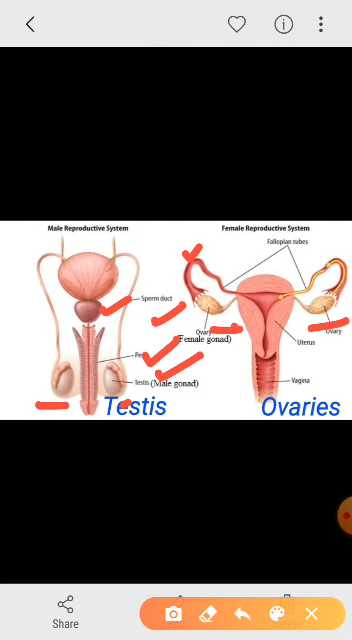 Male Reproductive System
Female Reproductive System
Fallopian tubes
Sperm duct
Ovary
(Female gonad)
Ovary
Uterus
Testis (Male gonad)
Vagina
Testis
Ovaries
Share